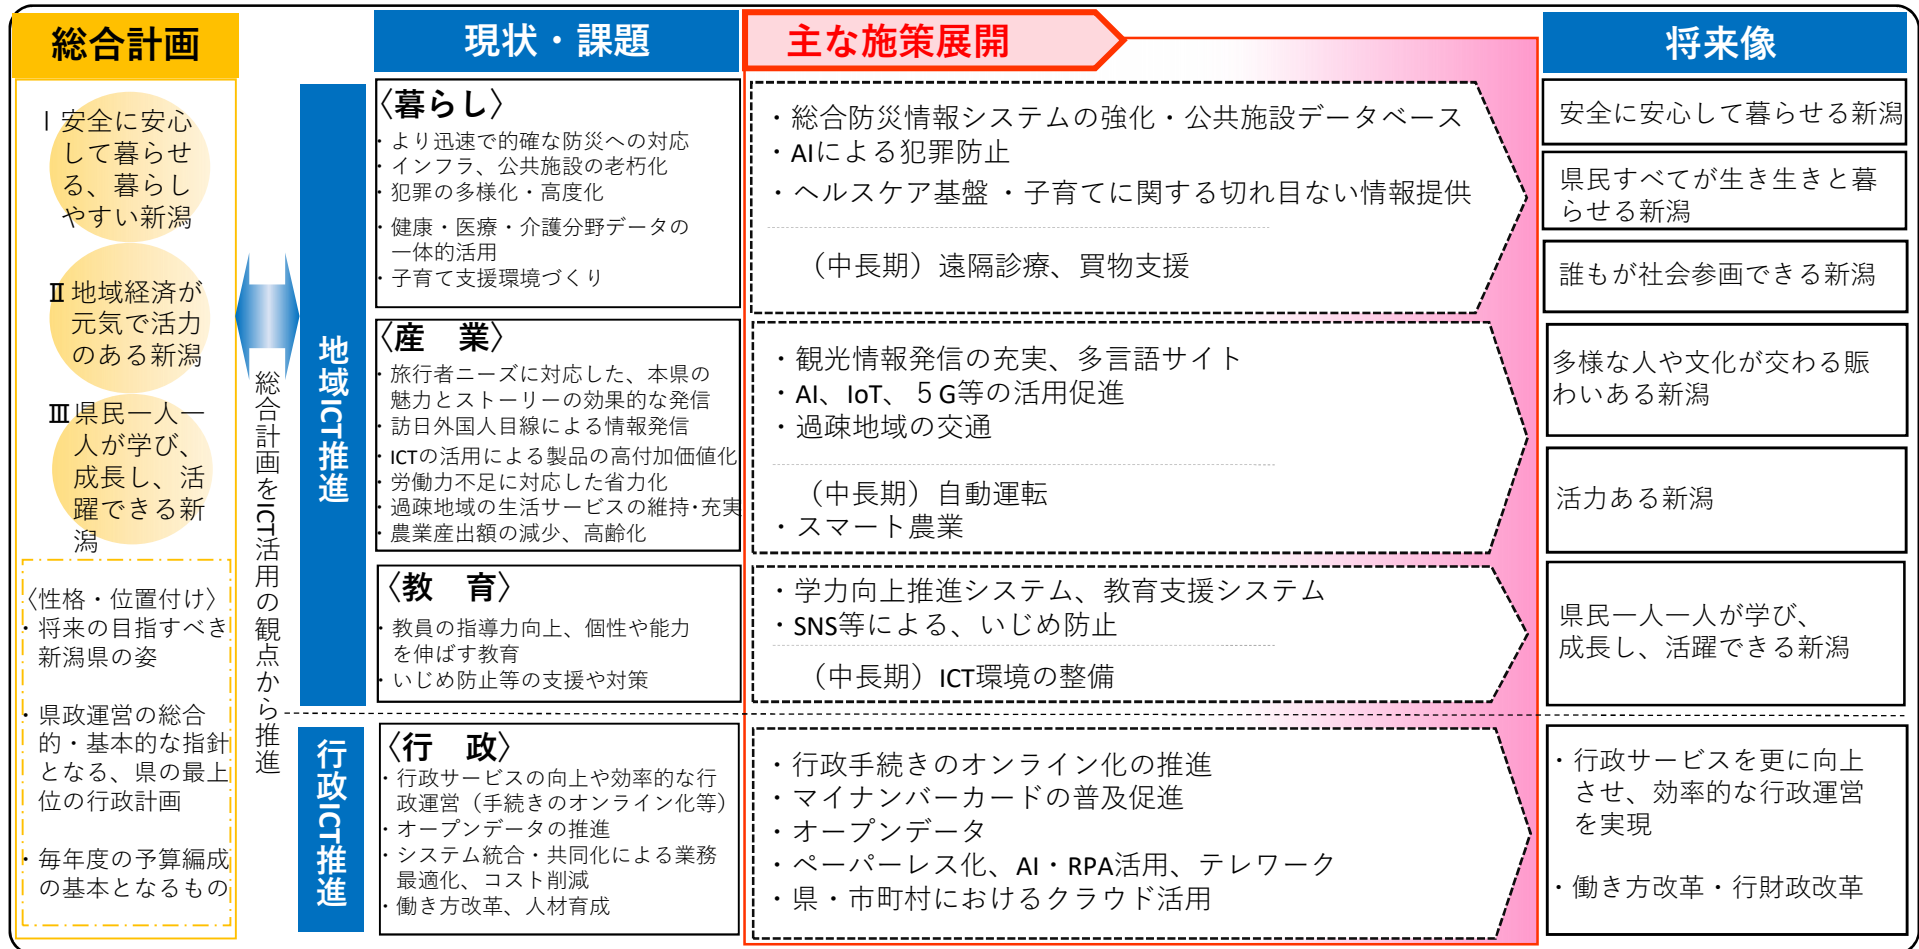 総合計画
Ⅰ 安全に安心
して暮らせ
る、暮らし
やすい新潟
Ⅱ 地域経済が
元気で活力
のある新潟
Ⅲ 県民一人一
人が学び、
成長し、活
躍できる新
潟
〈性格・位置付け〉
・将来の目指すべき
新潟県の姿
・県政運営の総合
的・基本的な指針
となる、県の最上
位の行政計画
・毎年度の予算編成
の基本となるもの
総合計画をICT活用の観点から推進
地域ICT推進
行政ICT推進
現状・課題
〈暮らし〉
・より迅速で的確な防災への対応
・インフラ、公共施設の老朽化
・犯罪の多様化・高度化
・健康・医療・介護分野データの
一体的活用
・子育て支援環境づくり
〈産　業〉
・旅行者ニーズに対応した、本県の
魅力とストーリーの効果的な発信
・訪日外国人目線による情報発信
・ICTの活用による製品の高付加価値化
・労働力不足に対応した省力化
・過疎地域の生活サービスの維持・充実
・農業産出額の減少、高齢化
〈教　育〉
・教員の指導力向上、個性や能力
を伸ばす教育
・いじめ防止等の支援や対策
〈行　政〉
・行政サービスの向上や効率的な行
政運営（手続きのオンライン化等）
・オープンデータの推進
・システム統合・共同化による業務
最適化、コスト削減
・働き方改革、人材育成
主な施策展開
・総合防災情報システムの強化・公共施設データベース
・AIによる犯罪防止
・ヘルスケア基盤 ・子育てに関する切れ目ない情報提供
（中長期）遠隔診療、買物支援
・観光情報発信の充実、多言語サイト
・AI、IoT、５G等の活用促進
・過疎地域の交通
（中長期）自動運転
・スマート農業
・学力向上推進システム、教育支援システム
・SNS等による、いじめ防止
（中長期）ICT環境の整備
・行政手続きのオンライン化の推進
・マイナンバーカードの普及促進
・オープンデータ
・ペーパーレス化、AI・RPA活用、テレワーク
・県・市町村におけるクラウド活用
将来像
安全に安心して暮らせる新潟
県民すべてが生き生きと暮
らせる新潟
誰もが社会参画できる新潟
多様な人や文化が交わる賑
わいある新潟
活力ある新潟
県民一人一人が学び、
成長し、活躍できる新潟
・行政サービスを更に向上
させ、効率的な行政運営
を実現
・働き方改革・行財政改革